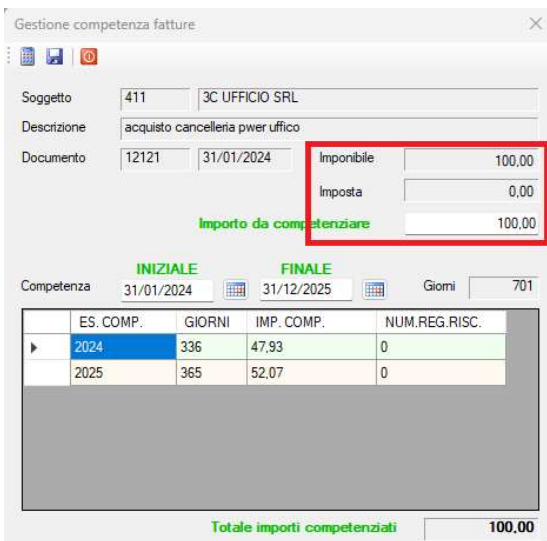 Gestione competenza fatture
Soggetto 411 3C UFFICIO SRL
Descrizione acquisto cancelleria pwer uffico
Documento 12121 31/01/2024 Imponibile 100,00
Imposta 0,00
Importo da competenziare 100,00
INIZIALE FINALE
Competenza 31/01/2024 31/12/2025 Giorni 701
ES. COMP. GIORNI IMP. COMP. NUM.REG.RISC.
2024 336 47,93 0
2025 365 52,07 0
Totale importi competenziati 100,00